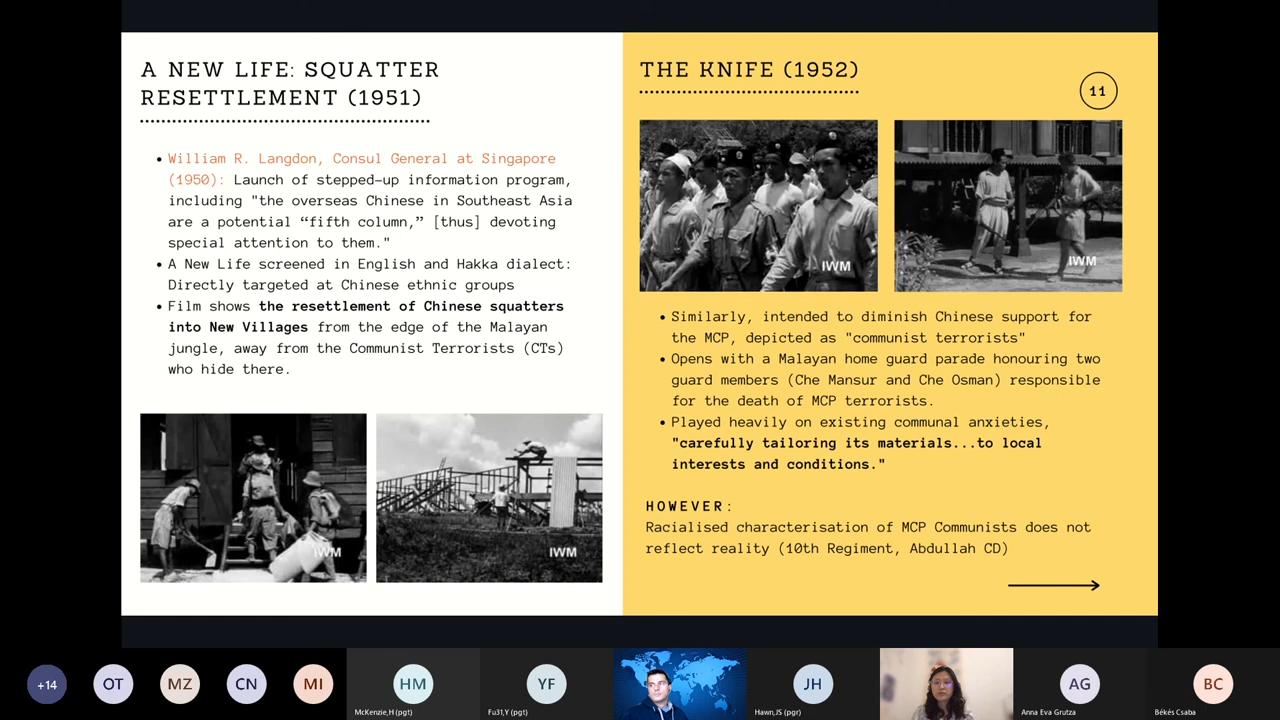 A NEW LIFE: SQUATTER
RESETTLEMENT (1951)
William R. Langdon, Consul General at Singapore
(1950): Launch of stepped-up information program,
including "the overseas Chinese in Southeast Asia
are a potential “fifth column,” [thus] devoting
special attention to them."
A New Life screened in English and Hakka dialect:
Directly targeted at Chinese ethnic groups
Film shows the resettlement of Chinese squatters
into New Villages from the edge of the Malayan
jungle, away from the Communist Terrorists (CTs)
who hide there.
IWM
IWM
THE KNIFE (1952)
11
IWM
IWM
Similarly, intended to diminish Chinese support for
the MCP, depicted as "communist terrorists"
Opens with a Malayan home guard parade honouring two
guard members (Che Mansur and Che Osman) responsible
for the death of MCP terrorists.
Played heavily on existing communal anxieties,
"carefully tailoring its materials...to local
interests and conditions."
HOWEVER:
Racialised characterisation of MCP Communists does not
reflect reality (10th Regiment, Abdullah CD)
+14
OT
MZ
CN
MI
HM
McKenzie,H (pgt)
YF
Fu31,Y (pgt)
JH
Hawn,JS (pgr)
AG
Anna Eva Grutza
BC
Békés Csaba